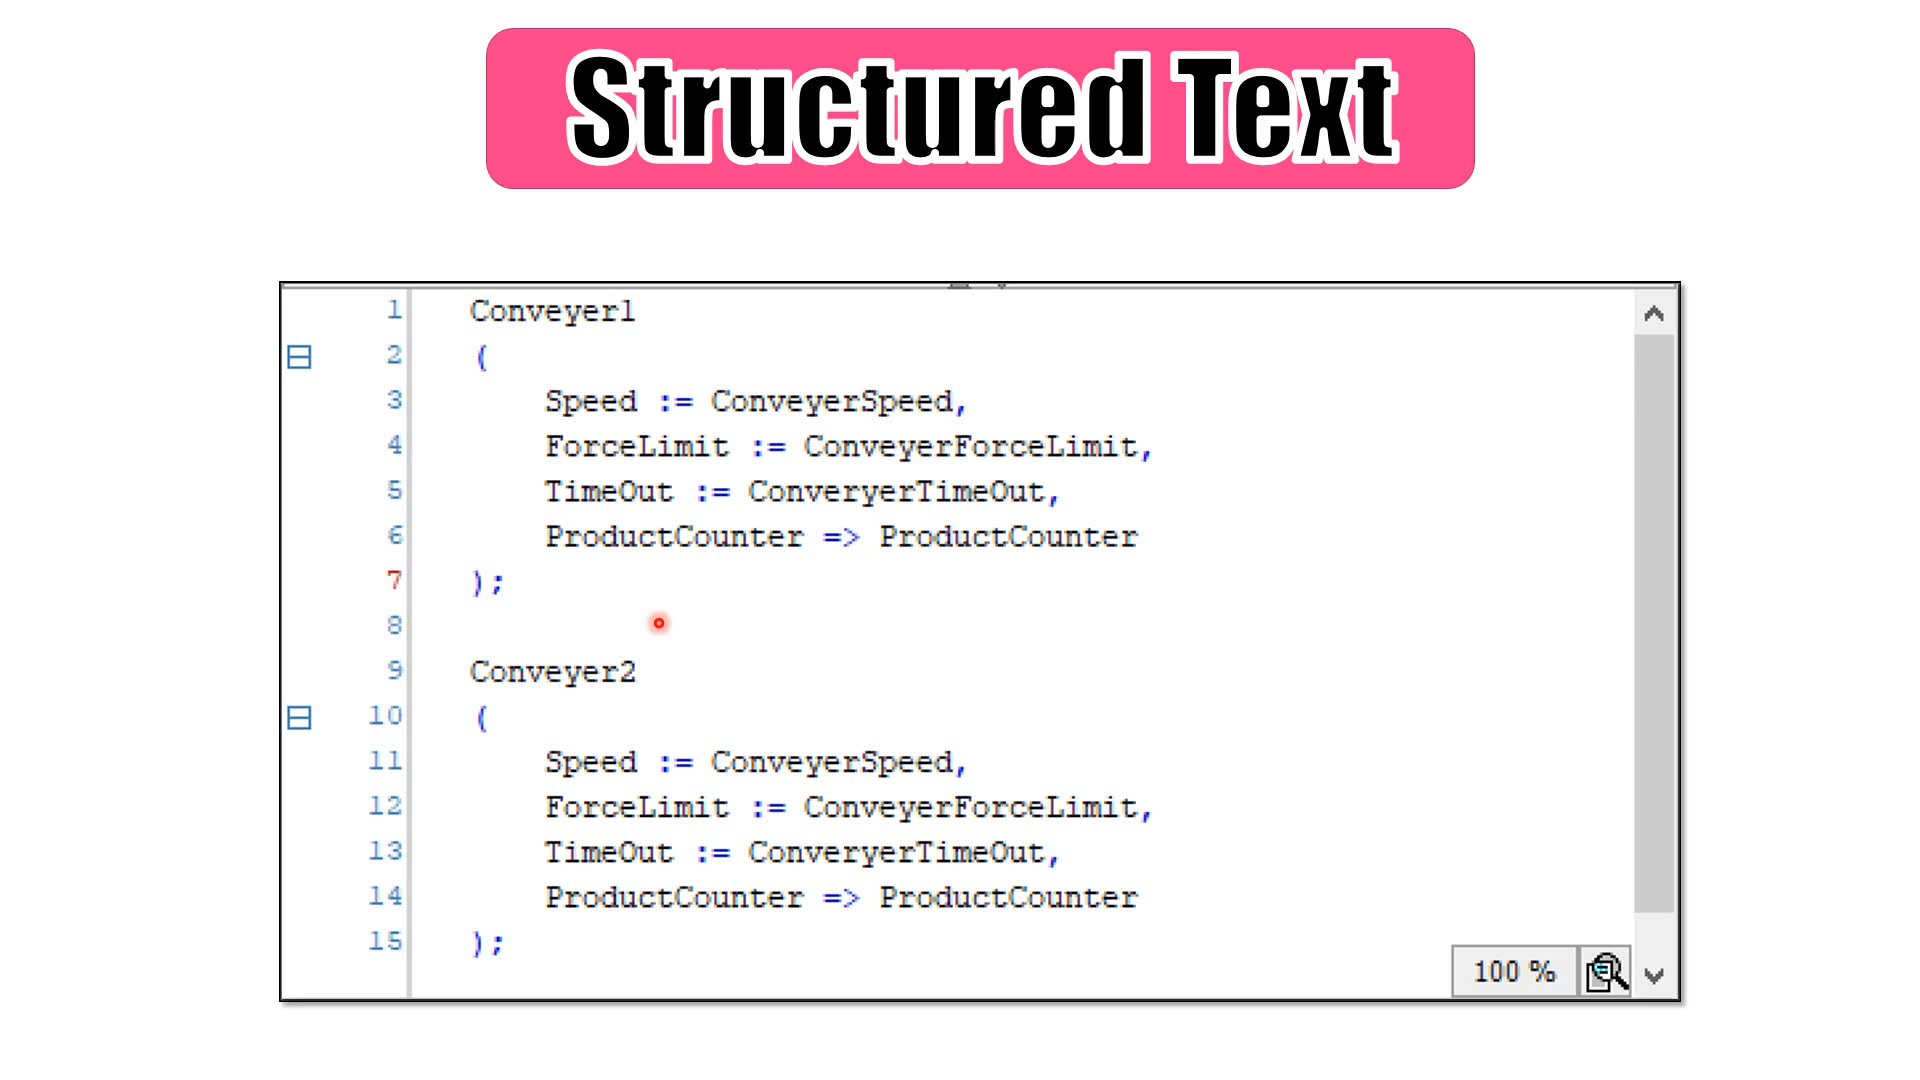 Structured Text
1 Conveyer1
2 (
3 Speed := ConveyerSpeed,
4 ForceLimit := ConveyerForceLimit,
5 TimeOut := ConveryerTimeOut,
6 ProductCounter => ProductCounter
7 );
8
9 Conveyer2
10 (
11 Speed := ConveyerSpeed,
12 ForceLimit := ConveyerForceLimit,
13 TimeOut := ConveryerTimeOut,
14 ProductCounter => ProductCounter
15 );
100 %